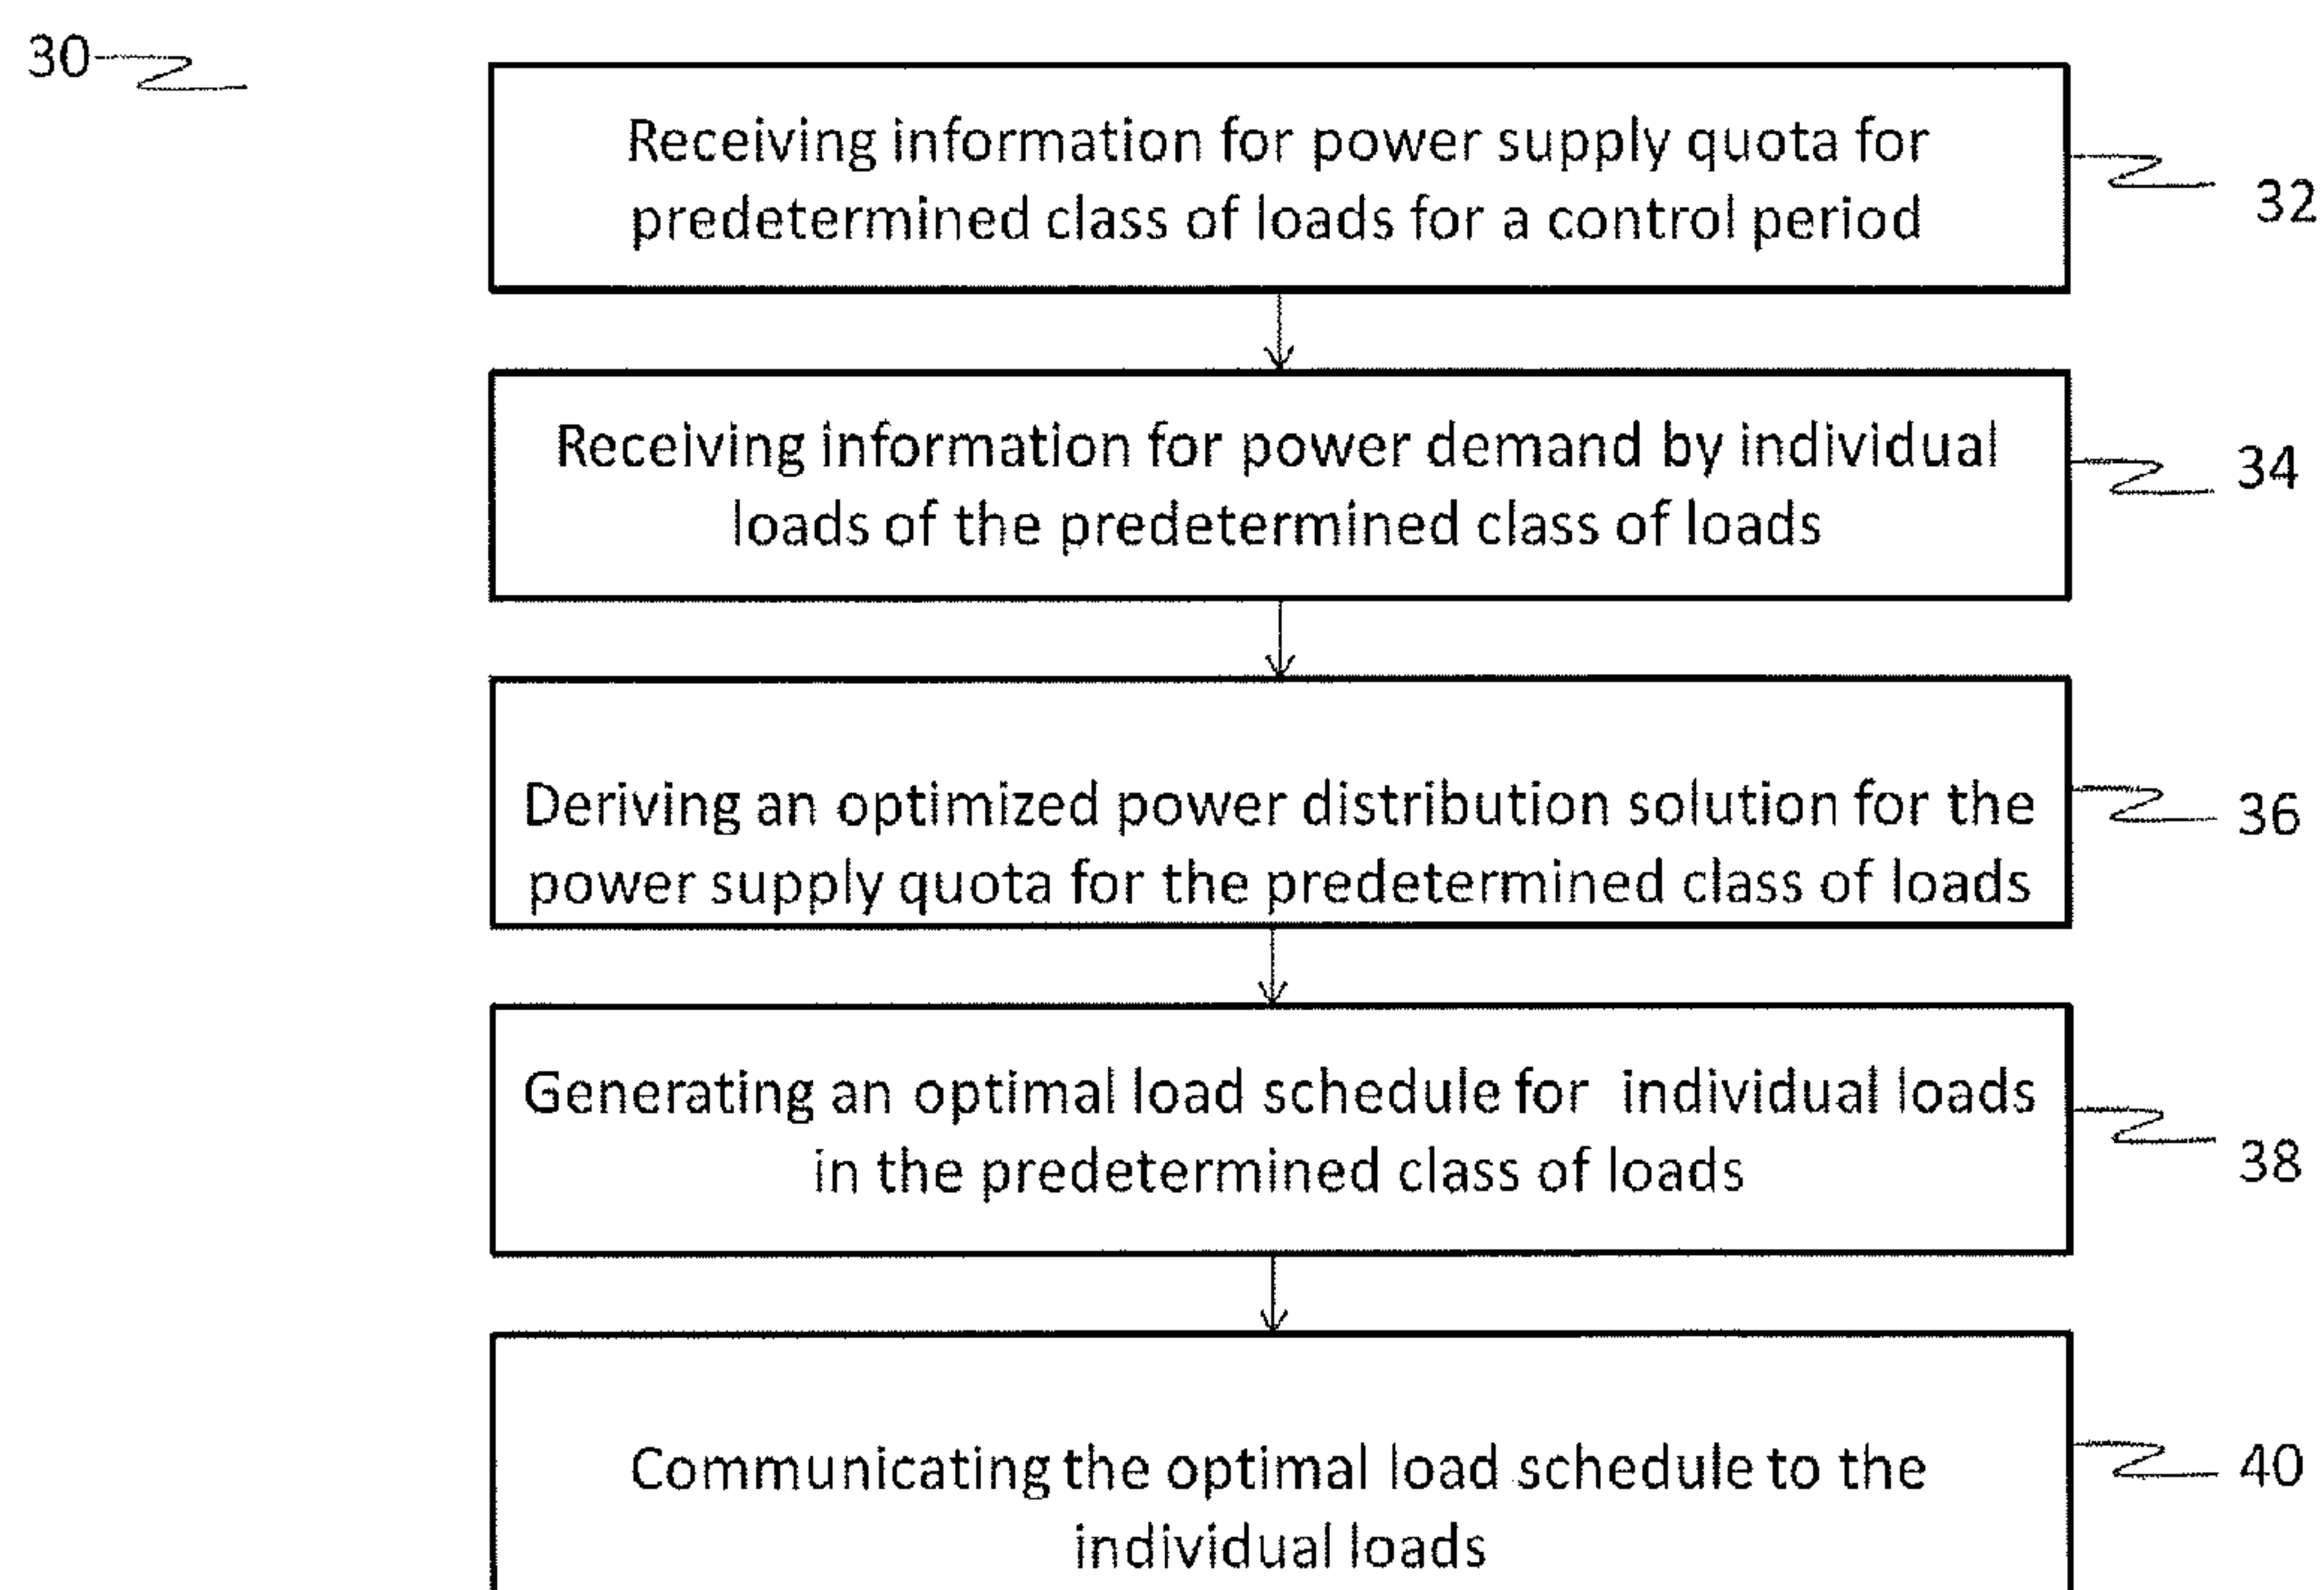 30
Receiving information for power supply quota for
predetermined class of loads for a control period
32
Receiving information for power demand by individual
loads of the predetermined class of loads
34
Deriving an optimized power distribution solution for the
power supply quota for the predetermined class of loads
36
Generating an optimal load schedule for individual loads
in the predetermined class of loads
38
Communicating the optimal load schedule to the
individual loads
40